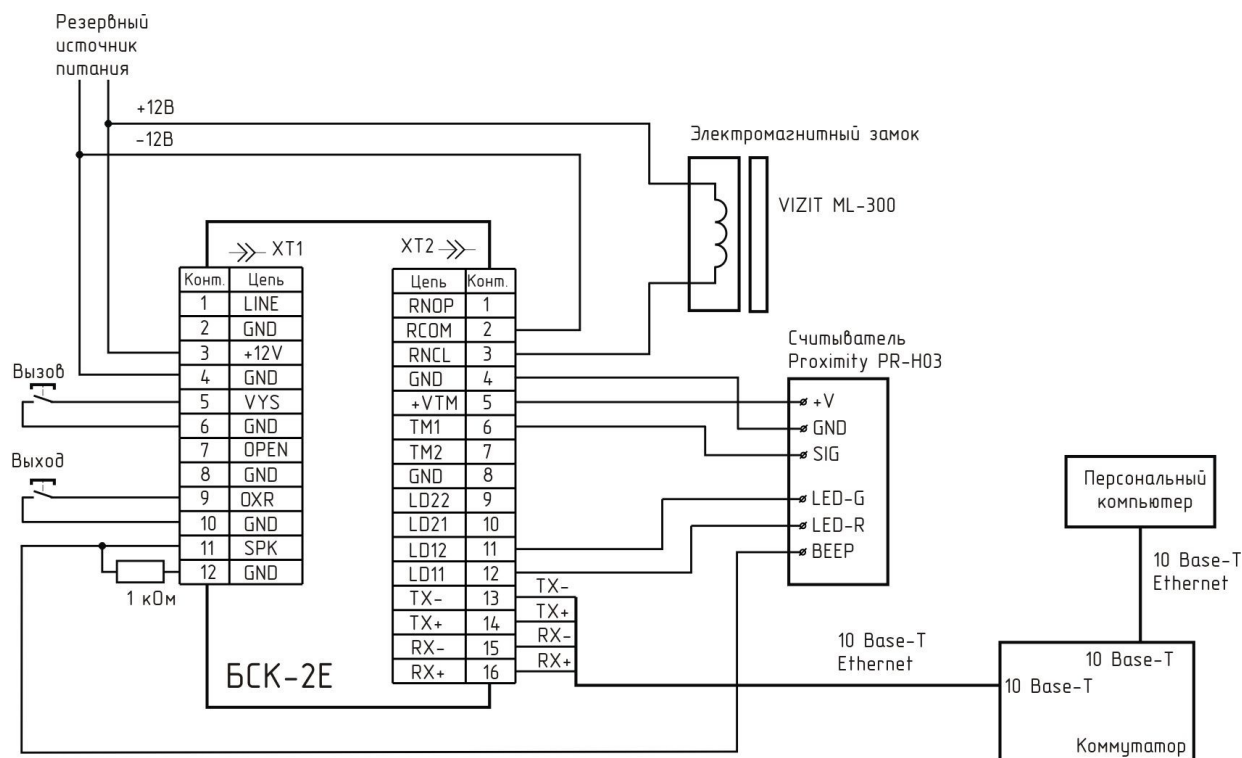 Резервный
источник
питания
+12В
-12В
Электромагнитный замок
VIZIT ML-300
XT1
Конт. Цепь
1 LINE
2 GND
3 +12V
4 GND
5 VYS
6 GND
7 OPEN
8 GND
9 OXR
10 GND
11 SPK
12 GND
Вызов
Выход
1 кОм
БСК-2Е
XT2
Цепь Конт.
RNOP 1
RCOM 2
RNCL 3
GND 4
+VTM 5
TM1 6
TM2 7
GND 8
LD22 9
LD21 10
LD12 11
LD11 12
TX- 13
TX+ 14
RX- 15
RX+ 16
TX-
TX+
RX-
RX+
Считыватель
Proximity PR-H03
+V
GND
SIG
LED-G
LED-R
BEEP
Персональный
компьютер
10 Base-T
Ethernet
10 Base-T
Ethernet
10 Base-T
10 Base-T
Коммутатор